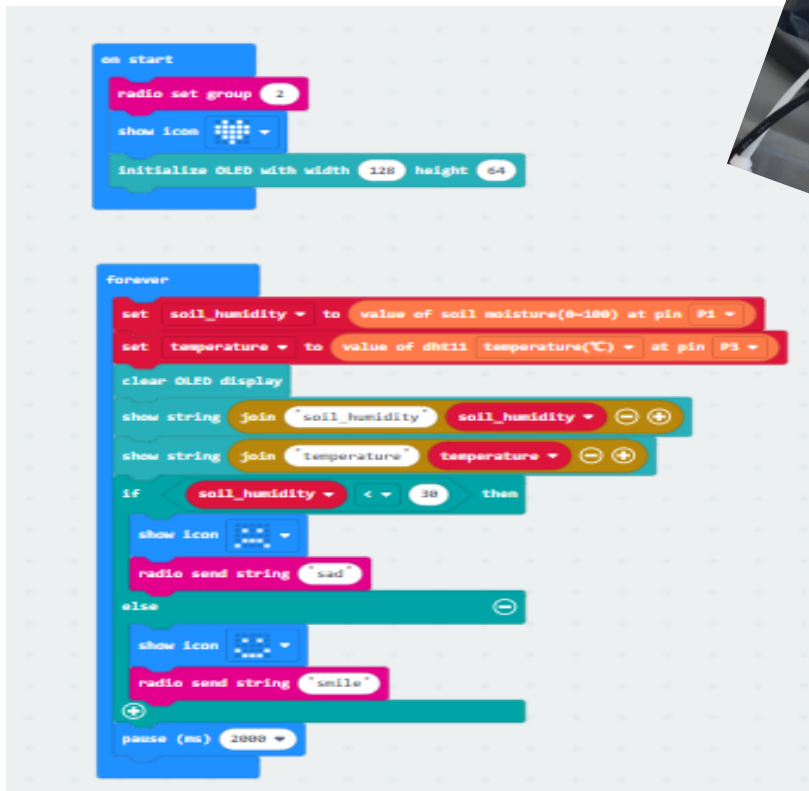 on start
radio set group 2
show icon
initialize OLED with width 128 height 64
forever
set soil_humidity to value of soil moisture(0~100) at pin P1
set temperature to value of dht11 temperature(℃) at pin P3
clear OLED display
show string join "soil_humidity" soil_humidity
show string join "temperature" temperature
if soil_humidity < 30 then
show icon
radio send string "sad"
else
show icon
radio send string "smile"
pause (ms) 2000